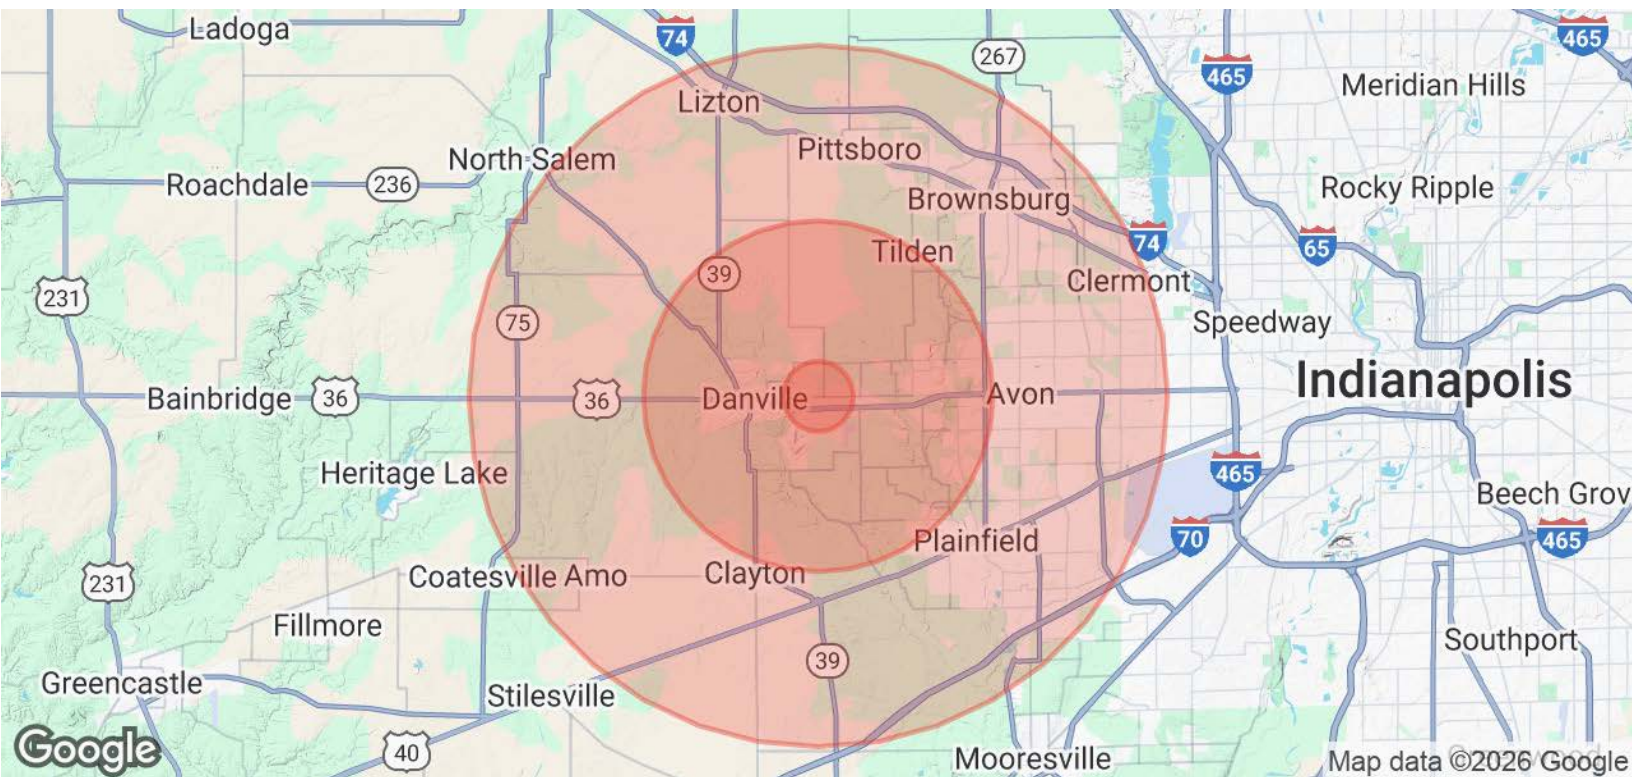 Ladoga
74
267
465
465
Meridian Hills
Lizton
Pittsboro
North Salem
Roachdale
236
Rocky Ripple
Brownsburg
74
65
Tilden
39
Clermont
231
75
Speedway
Indianapolis
Bainbridge
36
36
Danville
Avon
Heritage Lake
465
Beech Grov
Plainfield
70
465
Coatesville
Amo
Clayton
231
Fillmore
Southport
39
Greencastle
Stilesville
Google
40
Mooresville
Map data ©2026 Google